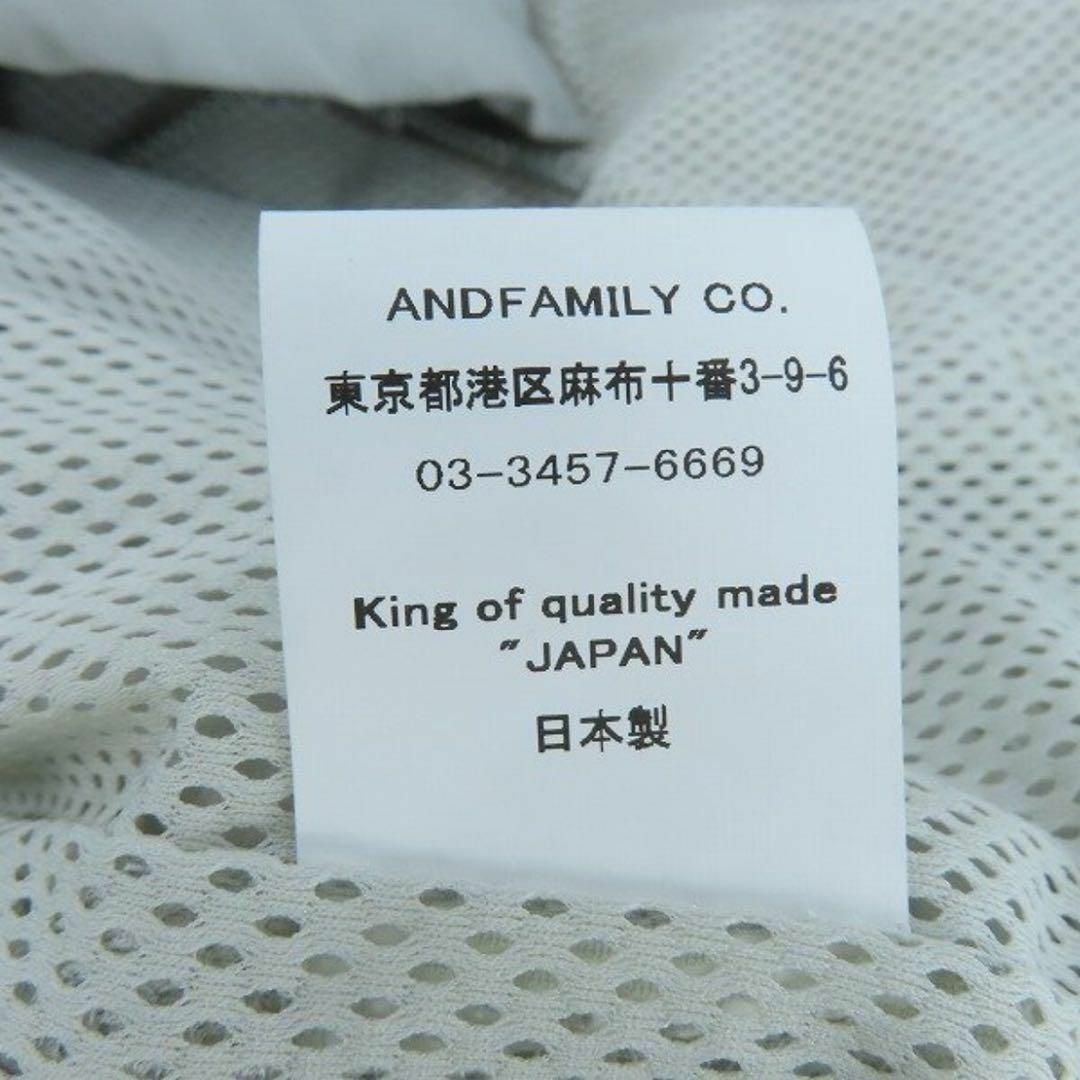 ANDFAMILY CO.
東京都港区麻布十番3-9-6
03-3457-6669
King of quality made
"JAPAN"
日本製